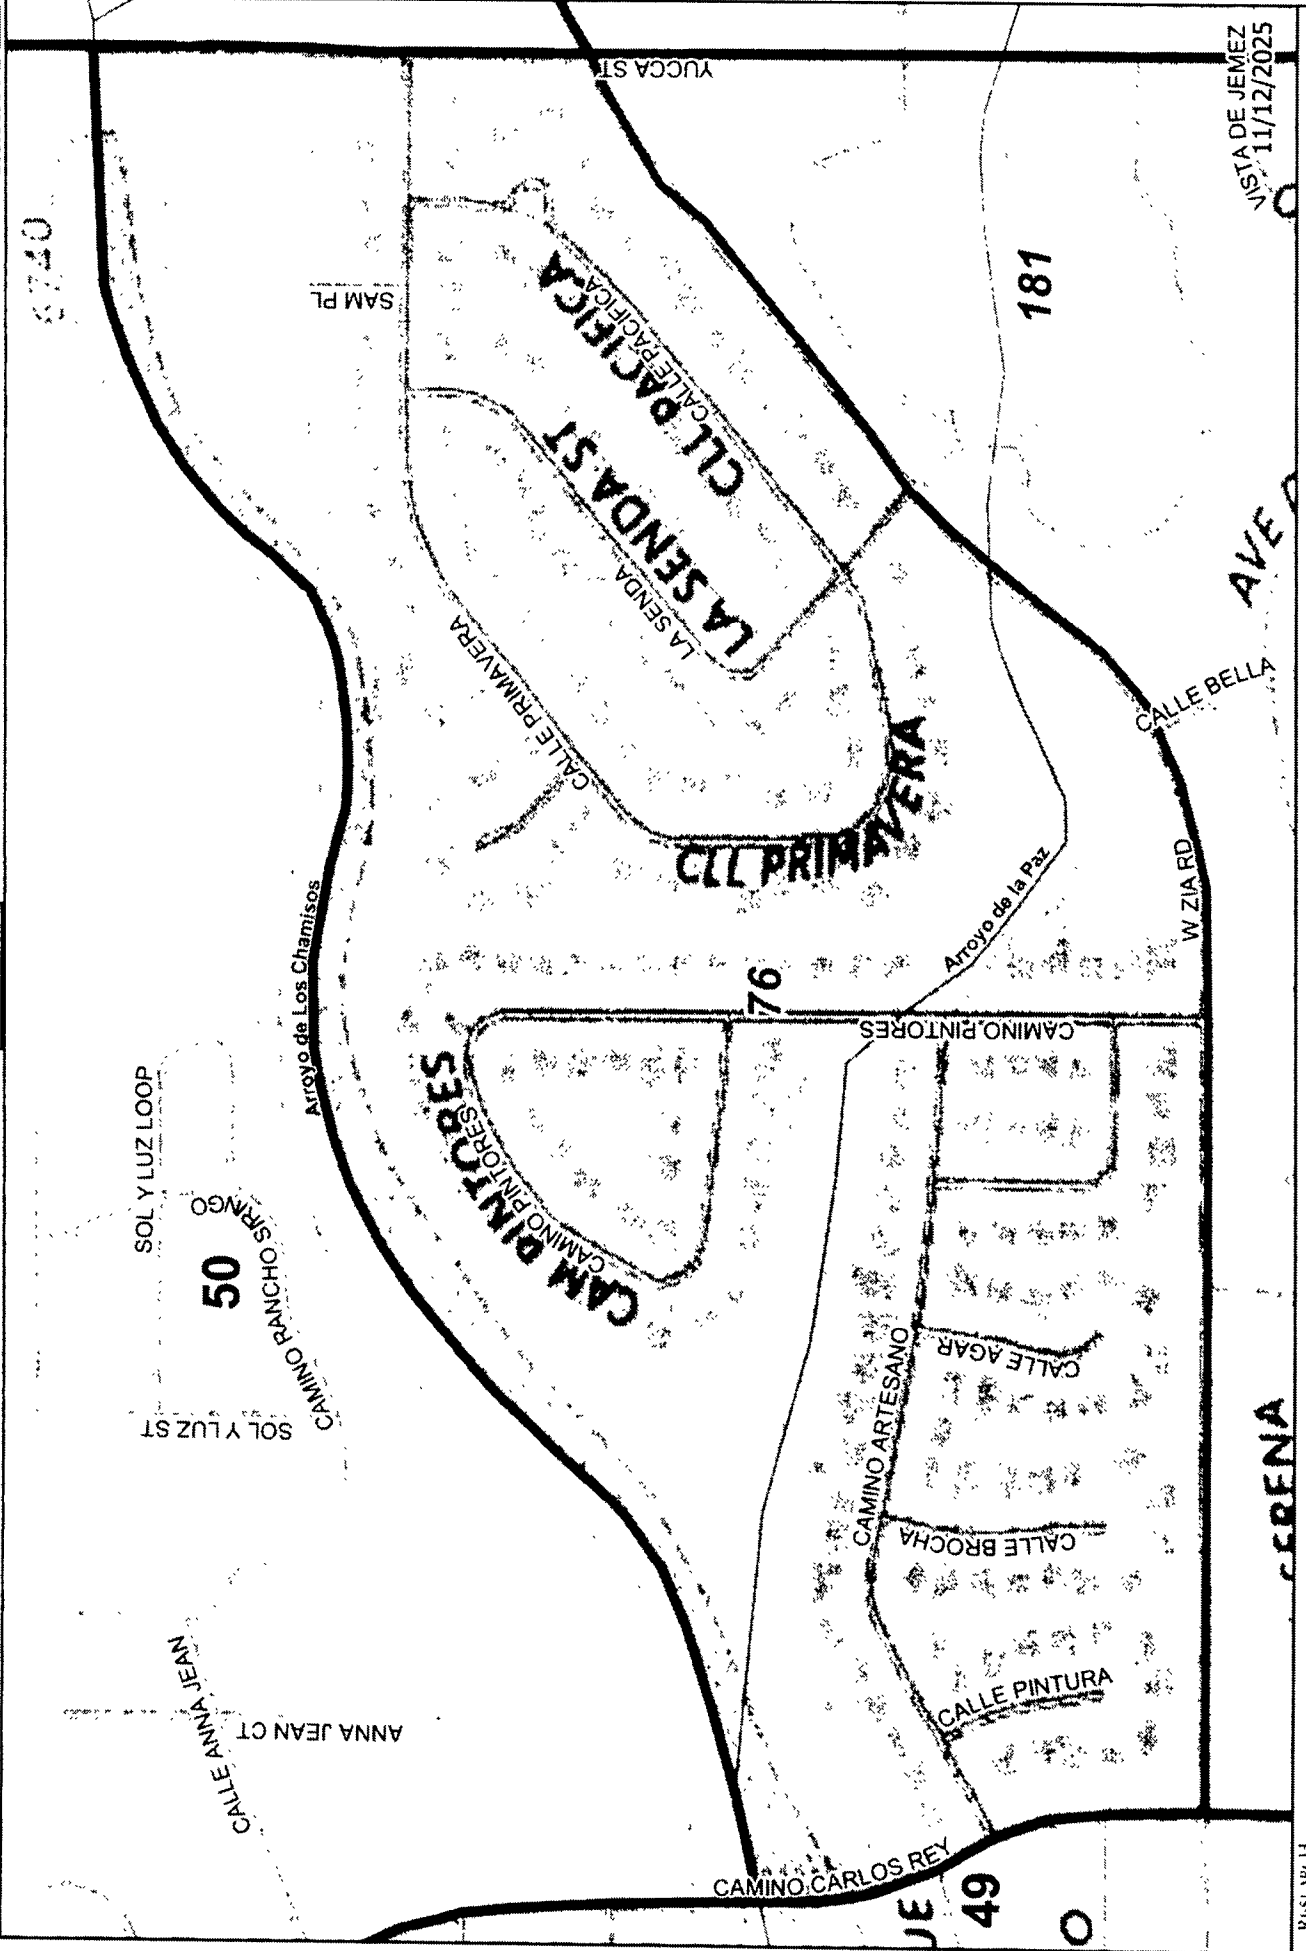 YUCCA ST
VISTA DE JEMEZ
11/12/2025
SAM PL
181
CLL PACIFICA
CALLE PACIFICA
LA SENDA ST
LA SENDA
CALLE PRIMAVERA
CLL PRIMAVERA
AVE
CALLE BELLA
W ZIA RD
Arroyo de la Paz
Arroyo de Los Chamisos
76
CAMINO PINTORES
CAM PINTORES
CAMINO PINTORES
SOL Y LUZ LOOP
50
CAMINO RANCHO SIRINGO
SOL Y LUZ ST
CALLE AGAR
CAMINO ARTESANO
CALLE BROCHA
SERENA
CALLE PINTURA
CALLE ANNA JEAN
ANNA JEAN CT
CAMINO CARLOS REY
49
JE
O
O